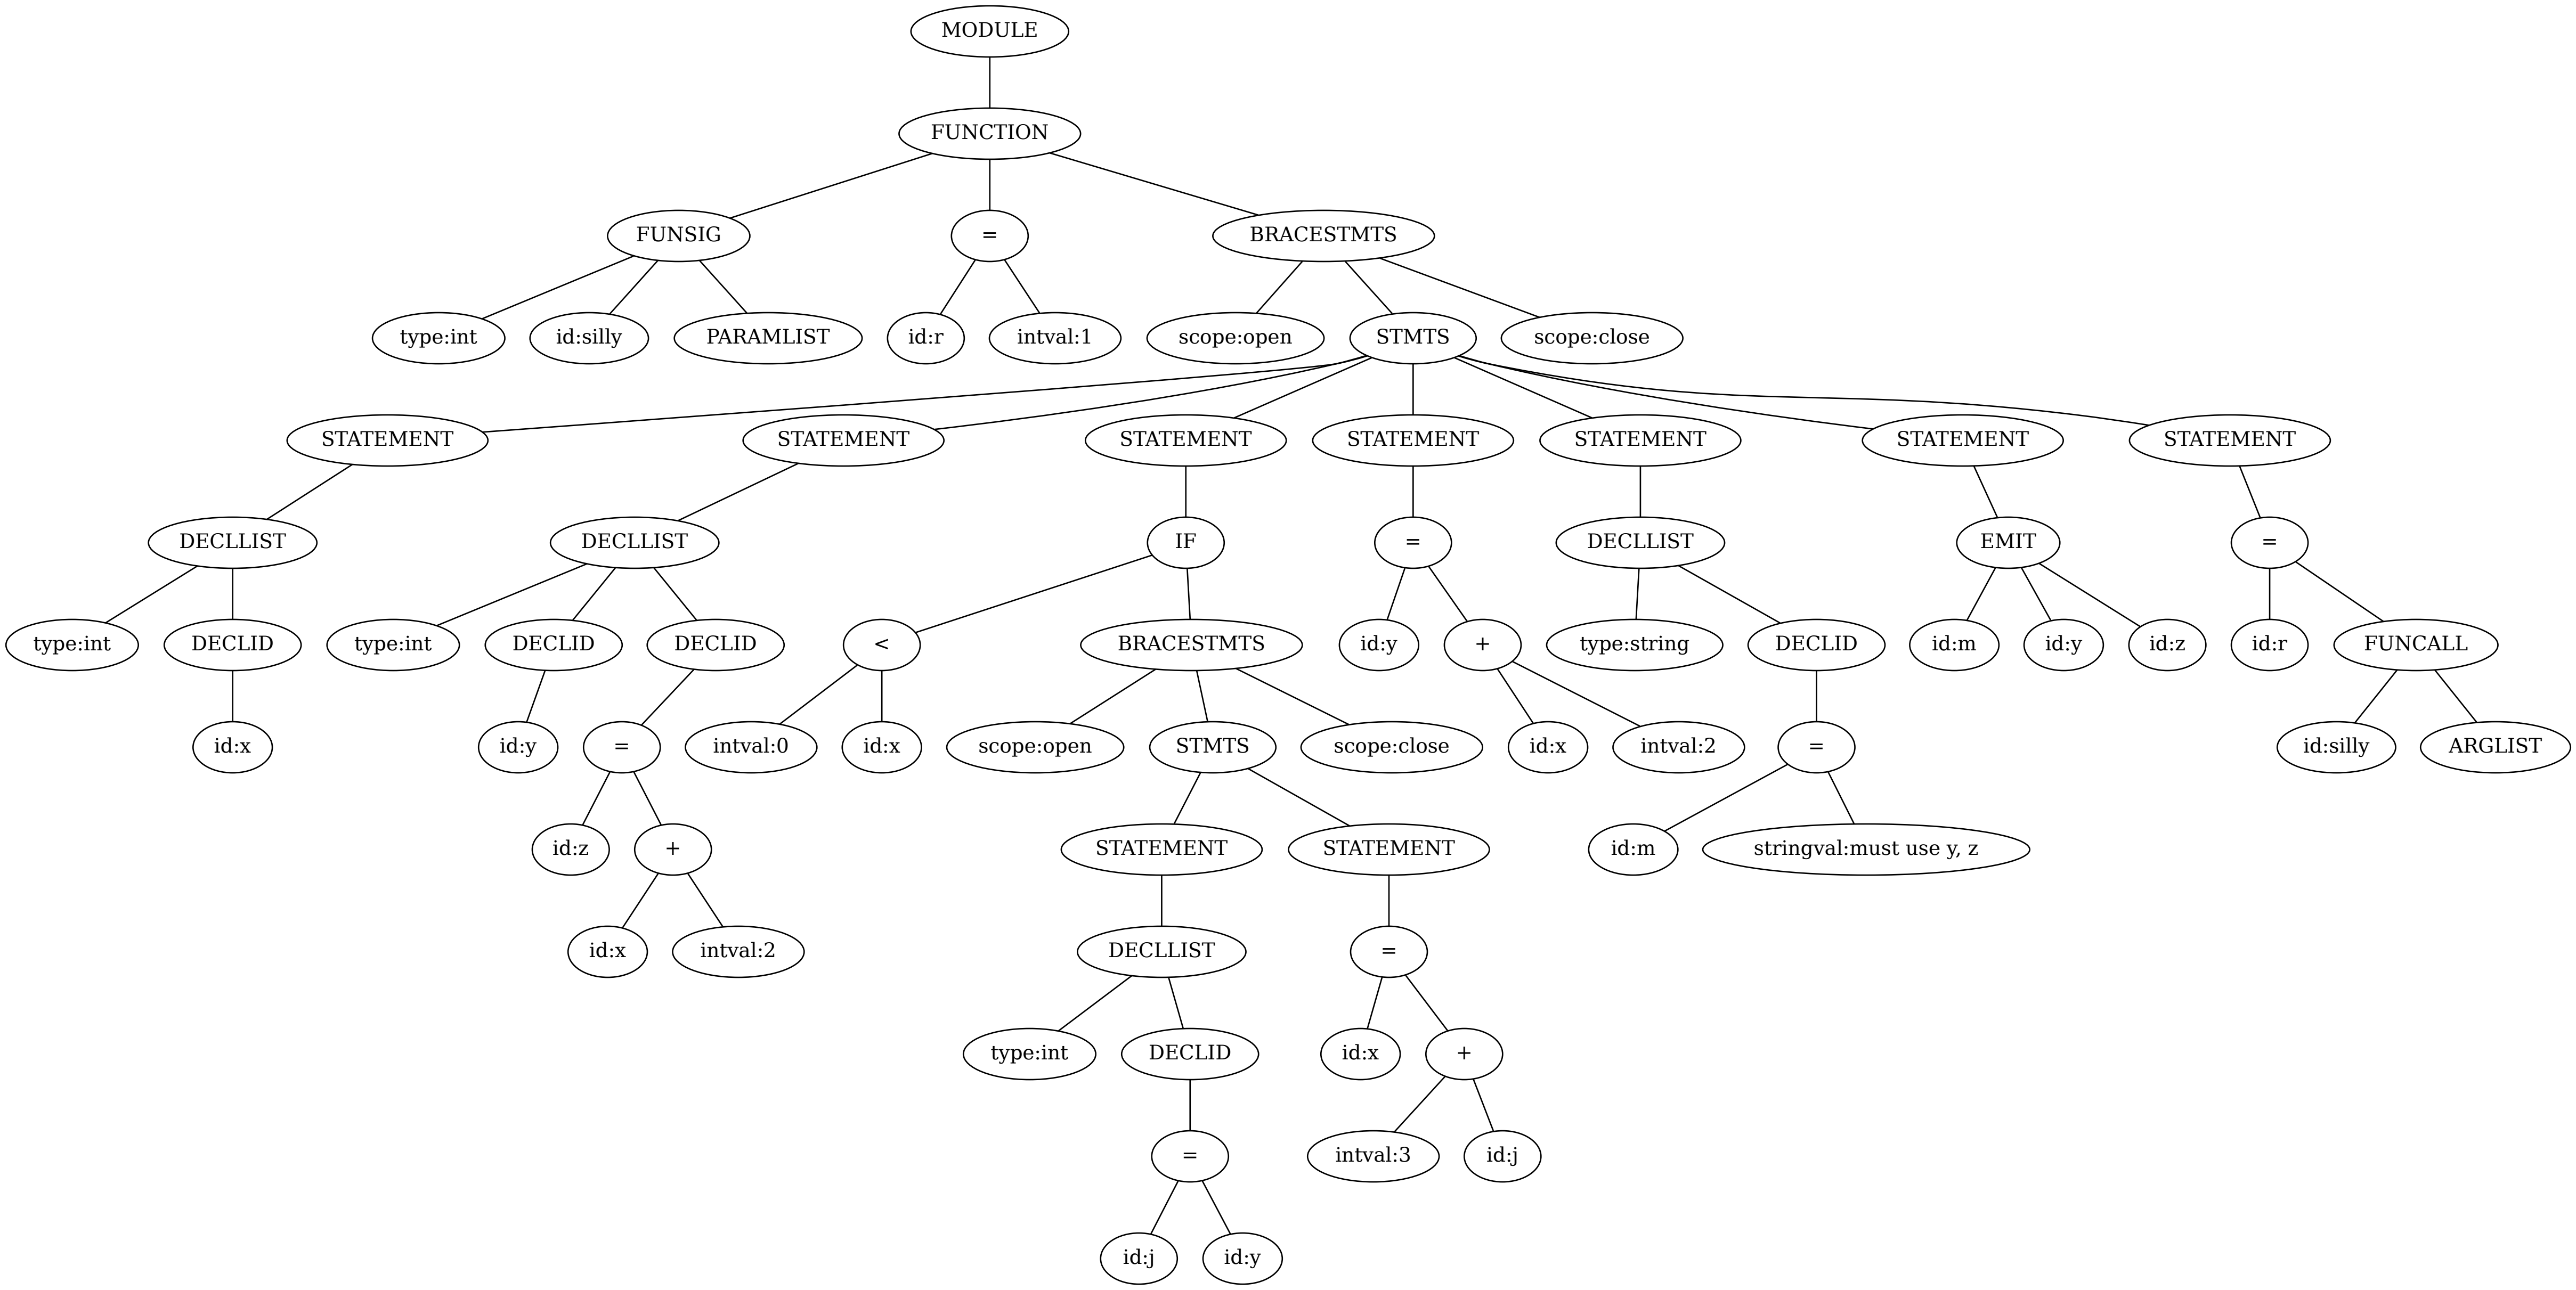 MODULE
FUNCTION
FUNSIG = BRACESTMTS
type:int id:silly PARAMLIST id:r intval:1 scope:open STMTS scope:close
STATEMENT STATEMENT STATEMENT STATEMENT STATEMENT STATEMENT STATEMENT
DECLLIST DECLLIST IF = DECLLIST EMIT =
type:int DECLID type:int DECLID DECLID < BRACESTMTS id:y + type:string DECLID id:m id:y id:z id:r FUNCALL
id:x id:y = intval:0 id:x scope:open STMTS scope:close id:x intval:2 = id:silly ARGLIST
id:z + STATEMENT STATEMENT id:m stringval:must use y, z
id:x intval:2 DECLLIST =
type:int DECLID id:x +
= intval:3 id:j
id:j id:y